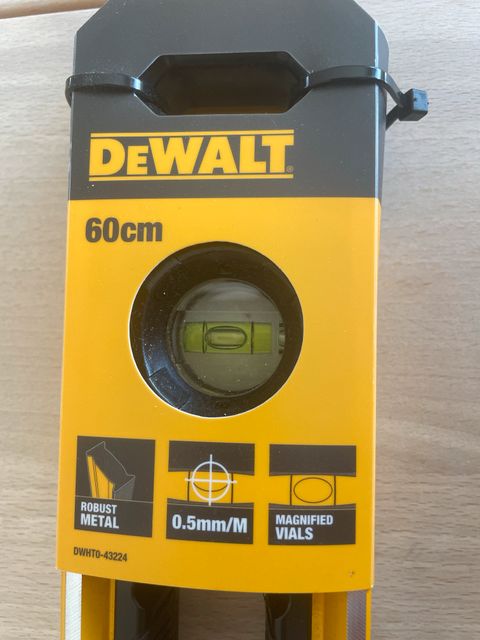 DEWALT
60cm
ROBUST
METAL
0.5mm/M
MAGNIFIED
VIALS
DWHT0-43224